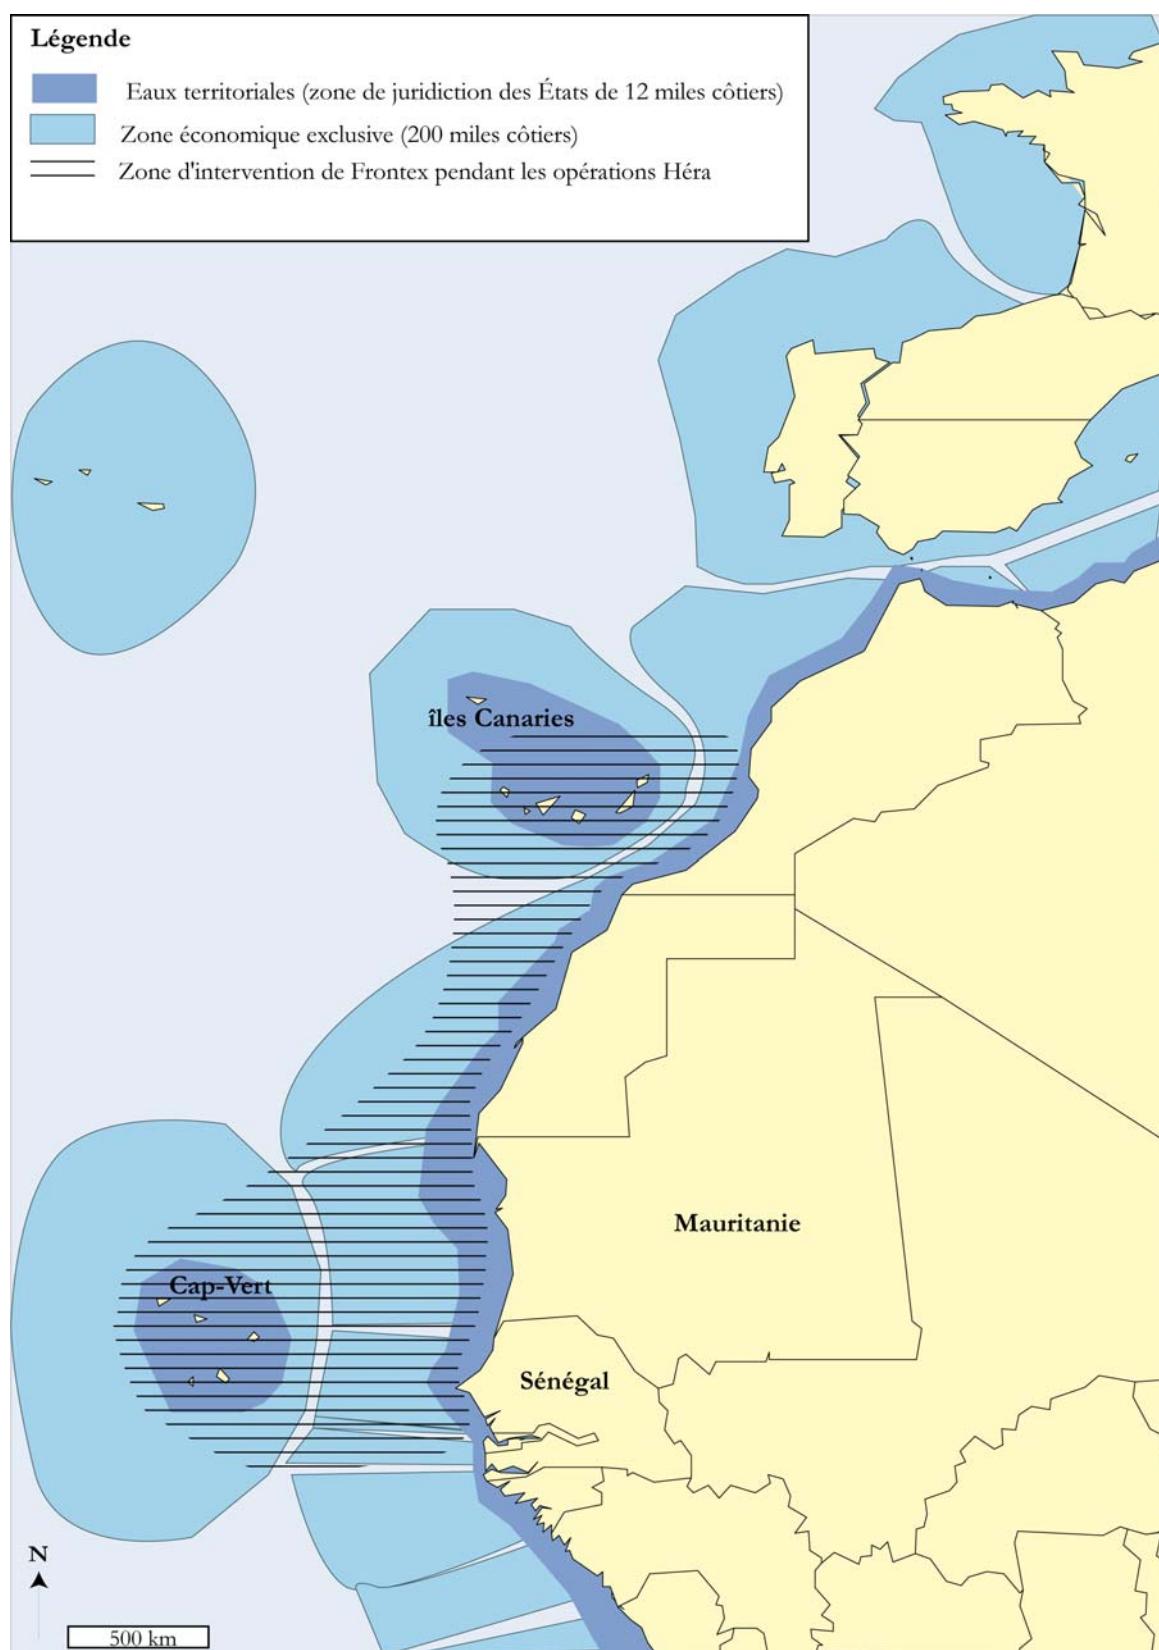 Légende
Eaux territoriales (zone de juridiction des États de 12 miles côtiers)
Zone économique exclusive (200 miles côtiers)
Zone d'intervention de Frontex pendant les opérations Héra
îles Canaries
Mauritanie
Cap-Vert
Sénégal
N
500 km